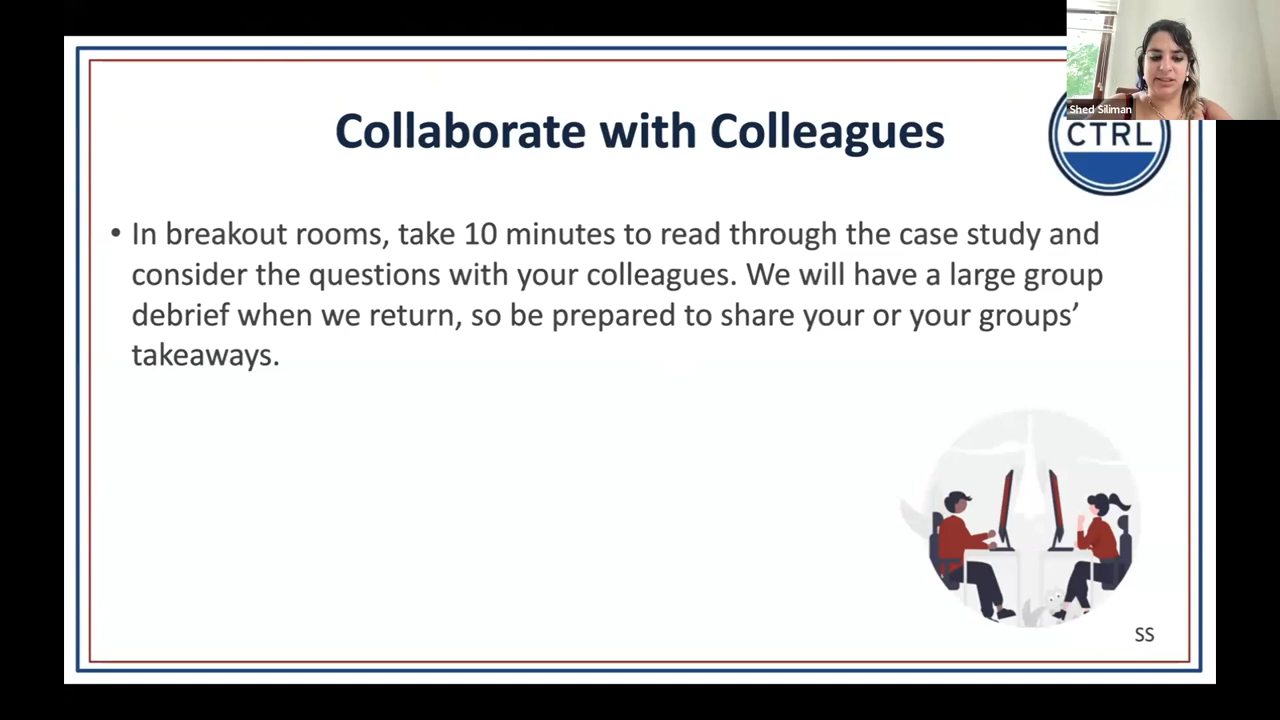 Shed Siliman
CTRL
Collaborate with Colleagues
• In breakout rooms, take 10 minutes to read through the case study and
consider the questions with your colleagues. We will have a large group
debrief when we return, so be prepared to share your or your groups’
takeaways.
SS